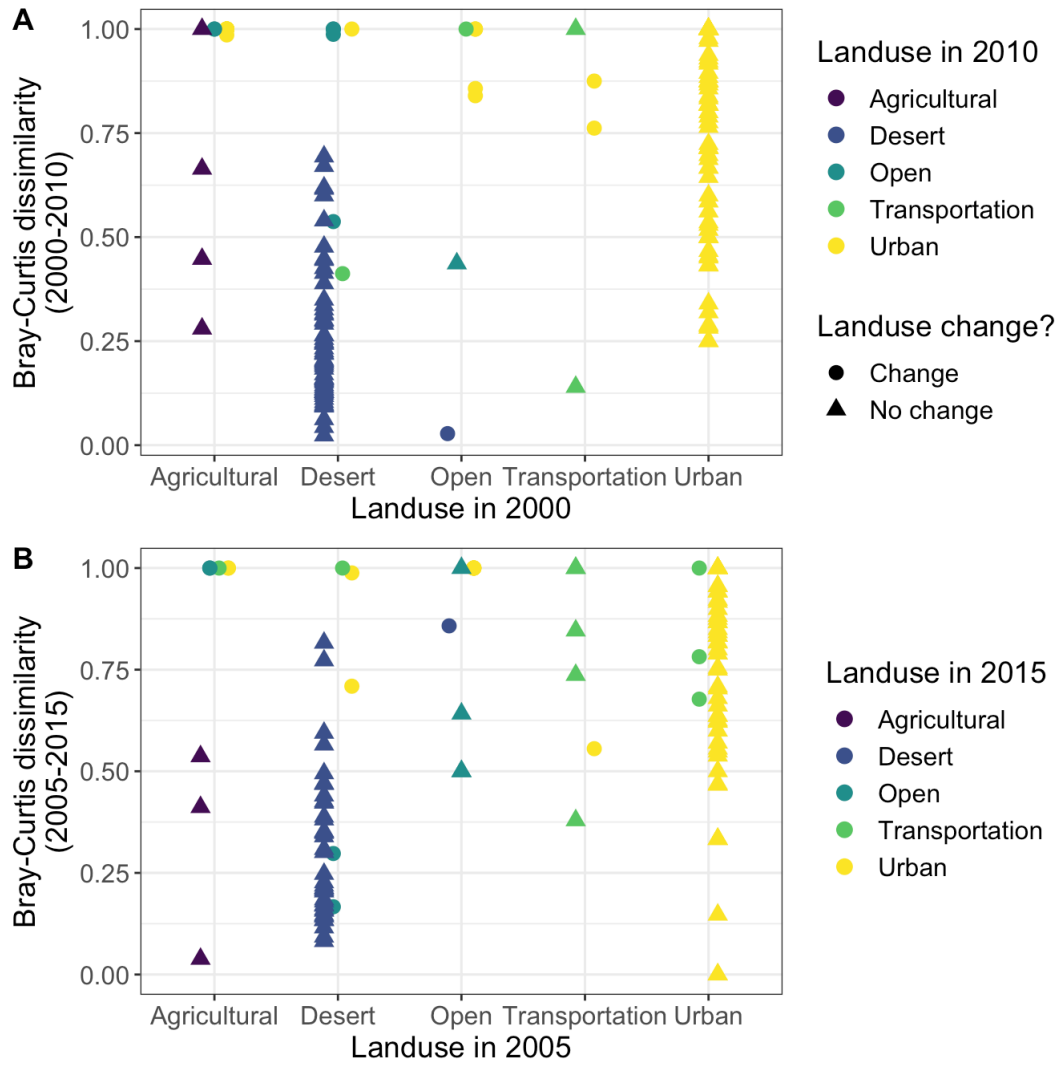 A
Bray-Curtis dissimilarity
(2000-2010)
1.00
0.75
0.50
0.25
0.00
Agricultural Desert Open Transportation Urban
Landuse in 2000
Landuse in 2010
Agricultural
Desert
Open
Transportation
Urban
Landuse change?
Change
No change
B
Bray-Curtis dissimilarity
(2005-2015)
1.00
0.75
0.50
0.25
0.00
Agricultural Desert Open Transportation Urban
Landuse in 2005
Landuse in 2015
Agricultural
Desert
Open
Transportation
Urban